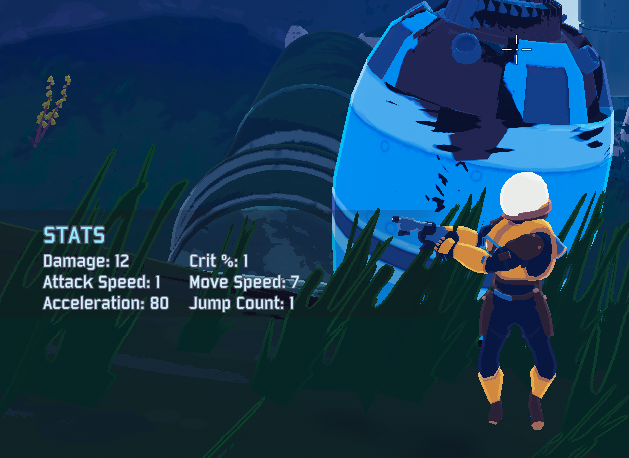 STATS
Damage: 12 Crit %: 1
Attack Speed: 1 Move Speed: 7
Acceleration: 80 Jump Count: 1